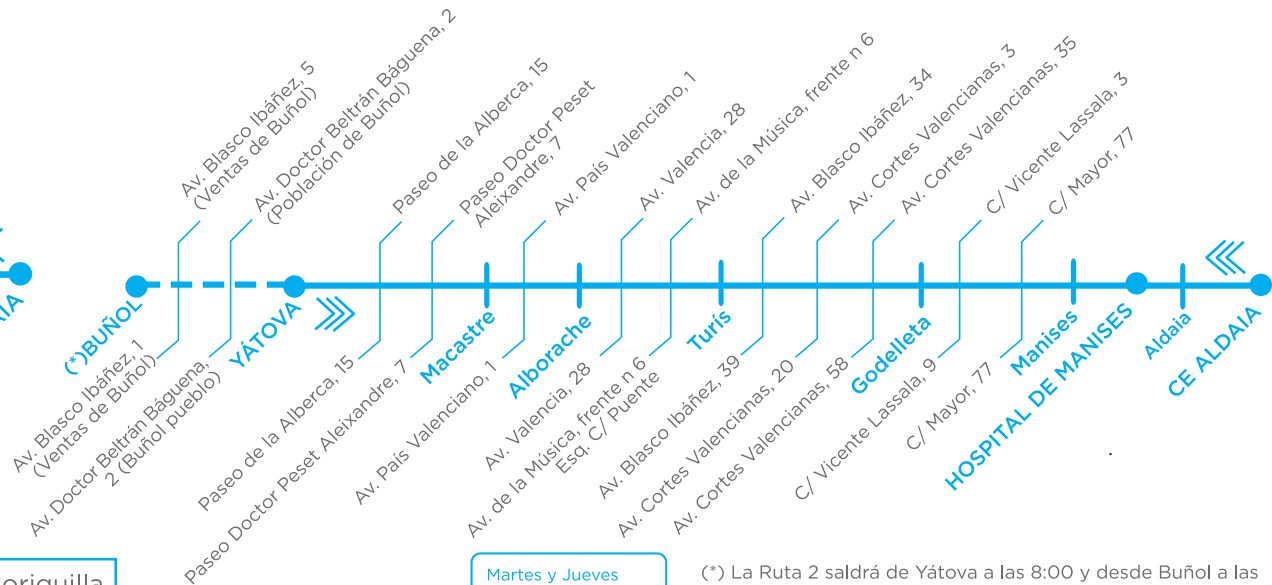 Av. Blasco Ibáñez, 5
(Ventas de Buñol)
Av. Doctor Beltrán Báguena, 2
(Población de Buñol)
Paseo de la Alberca, 15
Paseo Doctor Peset
Aleixandre, 7
Av. País Valenciano, 1
Av. Valencia, 28
Av. de la Música, frente n 6
Av. Blasco Ibáñez, 34
Av. Cortes Valencianas, 3
Av. Cortes Valencianas, 35
C/ Vicente Lassala, 3
C/ Mayor, 77
(*)BUÑOL
YÁTOVA
Macastre
Alborache
Turís
Godelleta
Manises
HOSPITAL DE MANISES
Aldaia
CE ALDAIA
Av. Blasco Ibáñez, 1
(Ventas de Buñol)
Av. Doctor Beltrán Báguena,
2 (Buñol pueblo)
Paseo de la Alberca, 15
Paseo Doctor Peset Aleixandre, 7
Av. País Valenciano, 1
Av. Valencia, 28
Av. de la Música, frente n 6
Esq. C/ Puente
Av. Blasco Ibáñez, 39
Av. Cortes Valencianas, 20
Av. Cortes Valencianas, 58
C/ Vicente Lassala, 9
C/ Mayor, 77
Martes y Jueves
(*) La Ruta 2 saldrá de Yátova a las 8:00 y desde Buñol a las